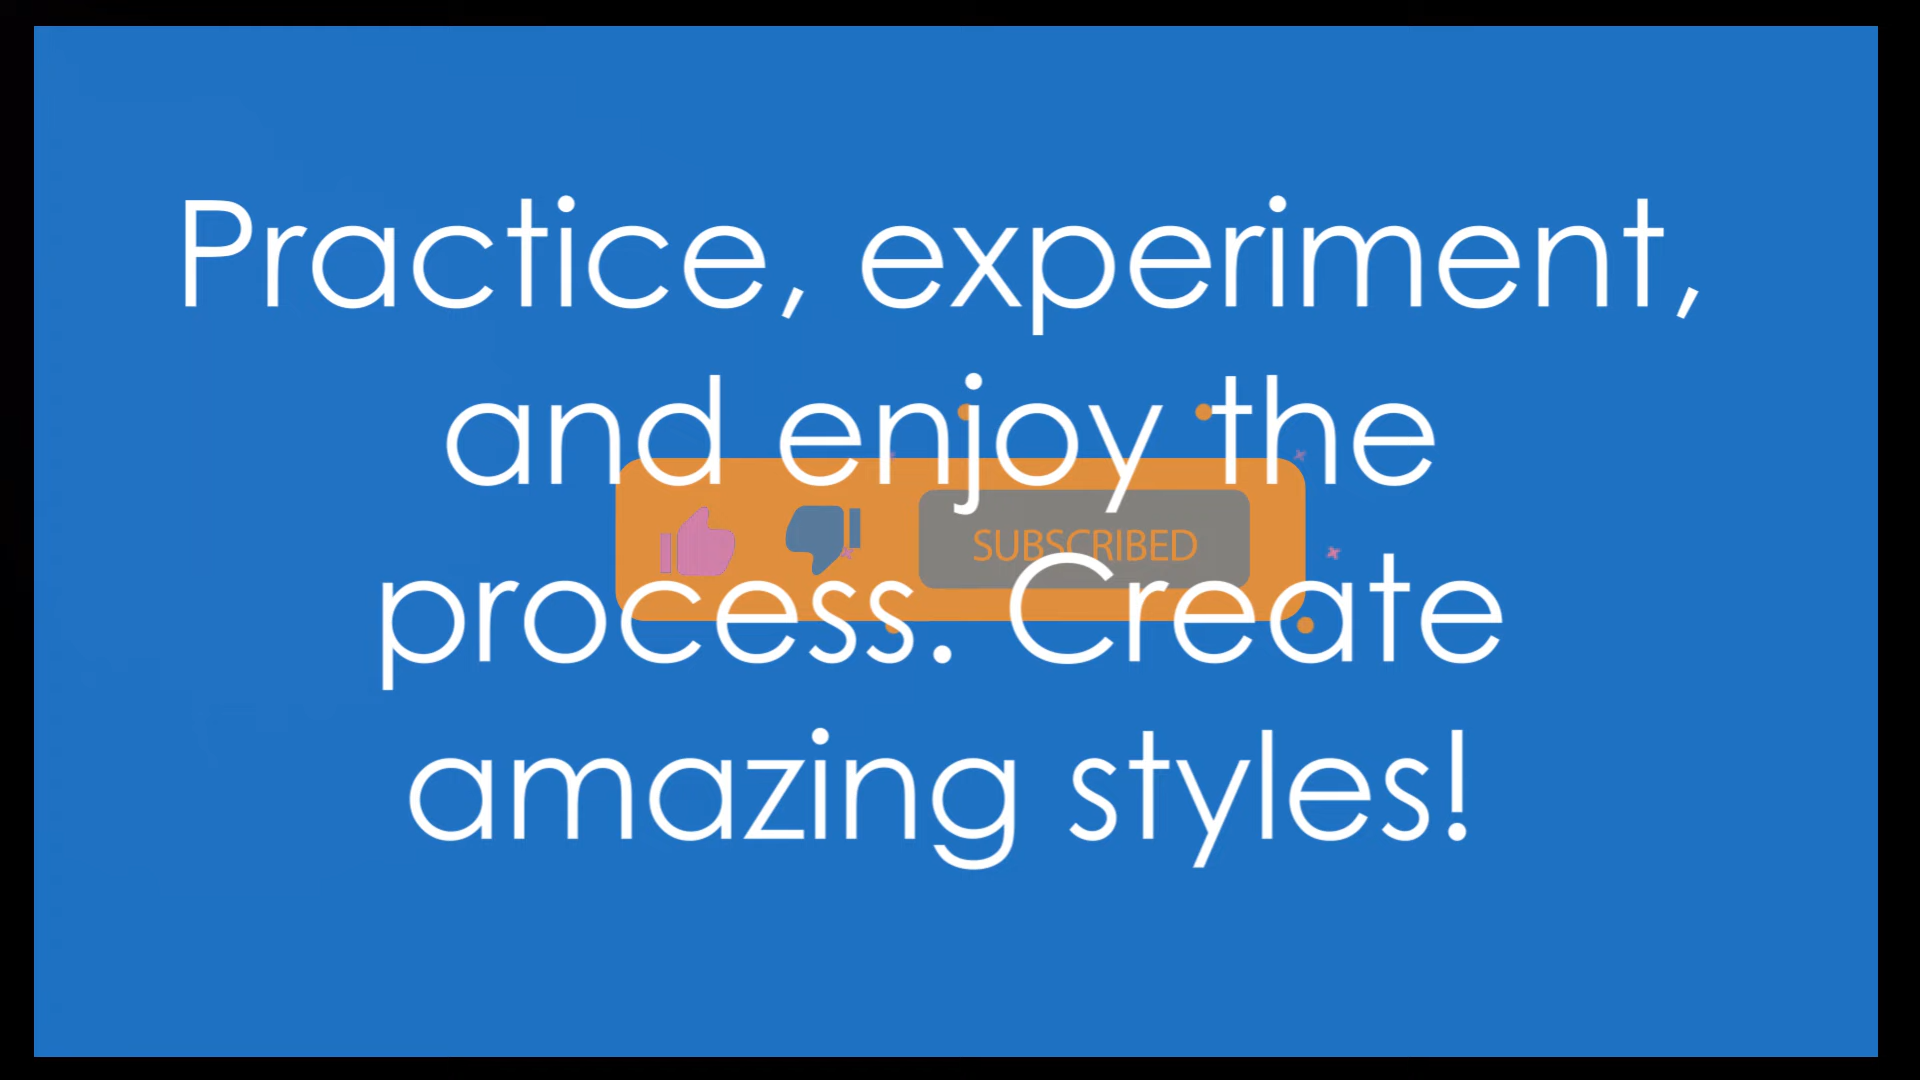 Practice, experiment,
and enjoy the
SUBSCRIBED
process. Create
amazing styles!